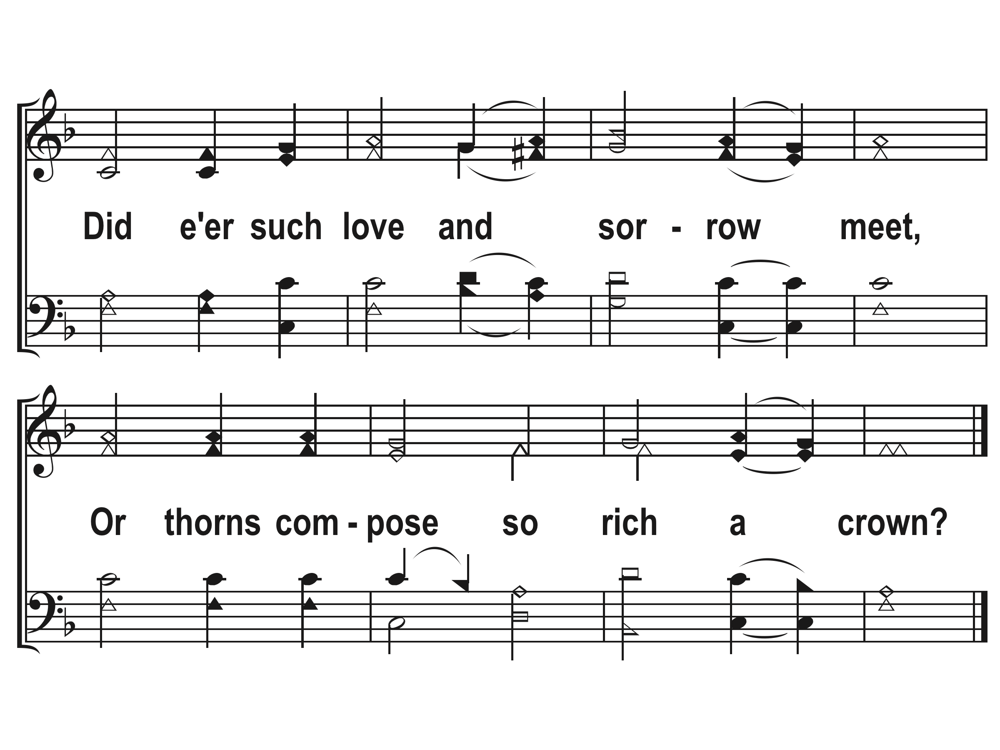 Did e'er such love and sor - row meet,
Or thorns com - pose so rich a crown?